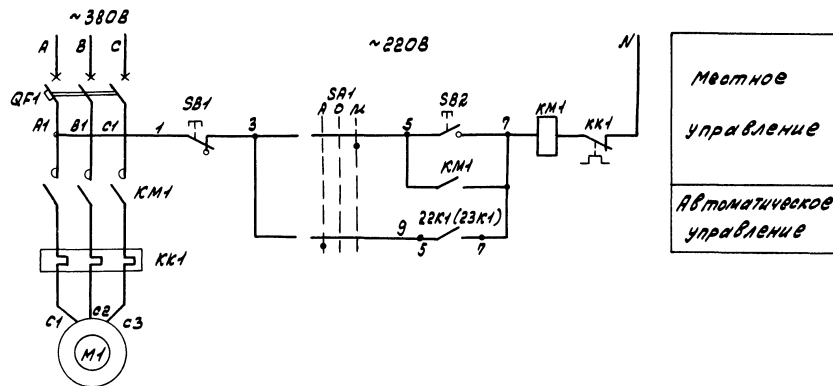 ~380В
A B C
QF1
A1 B1 C1
1
SB1
3
~220В
SA1
A О М
5
SB2
7
KM1
KK1
N
KM1
9
22K1(23K1)
5 7
KM1
KK1
C1 C2 C3
M1
Местное
управление
Автоматическое
управление